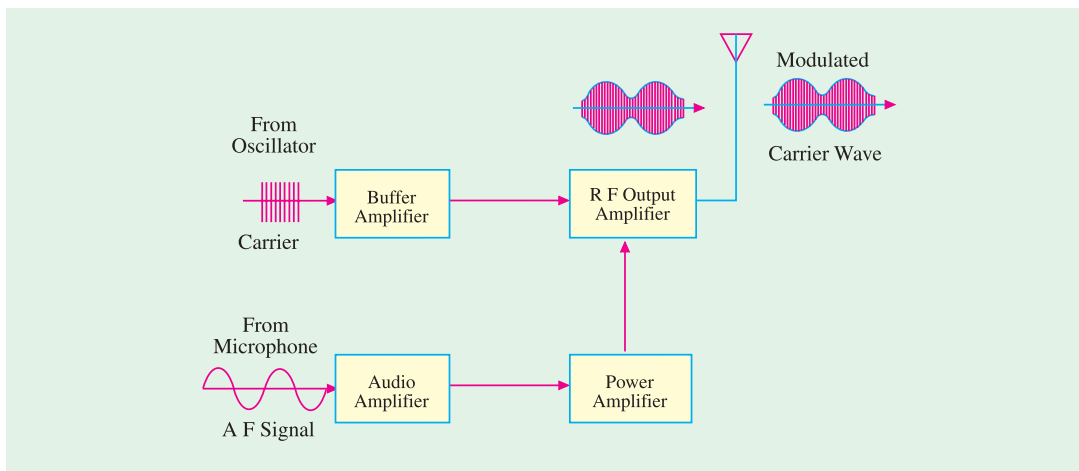 Modulated
Carrier Wave
From
Oscillator
Carrier
Buffer
Amplifier
R F Output
Amplifier
From
Microphone
A F Signal
Audio
Amplifier
Power
Amplifier